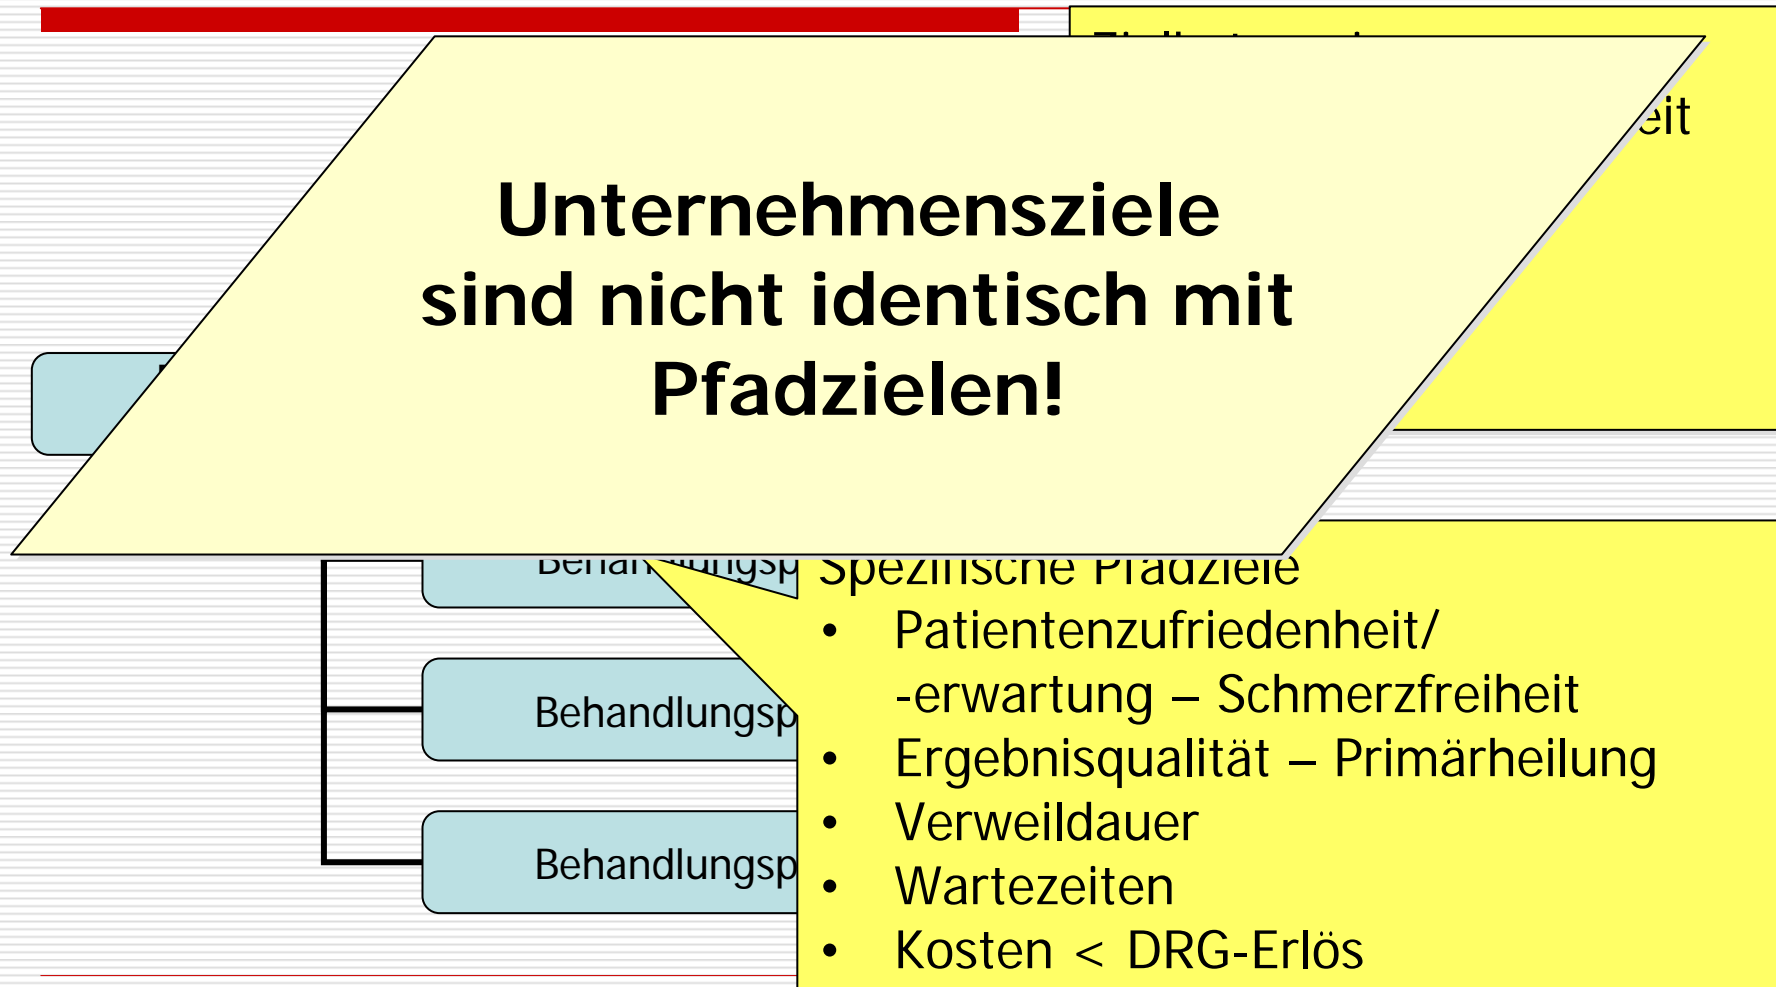 eit
Unternehmensziele
sind nicht identisch mit
Pfadzielen!
Spezifische Pfadziele
• Patientenzufriedenheit/
-erwartung – Schmerzfreiheit
• Ergebnisqualität – Primärheilung
• Verweildauer
• Wartezeiten
• Kosten < DRG-Erlös
Behandlungsp
Behandlungsp
Behandlungsp